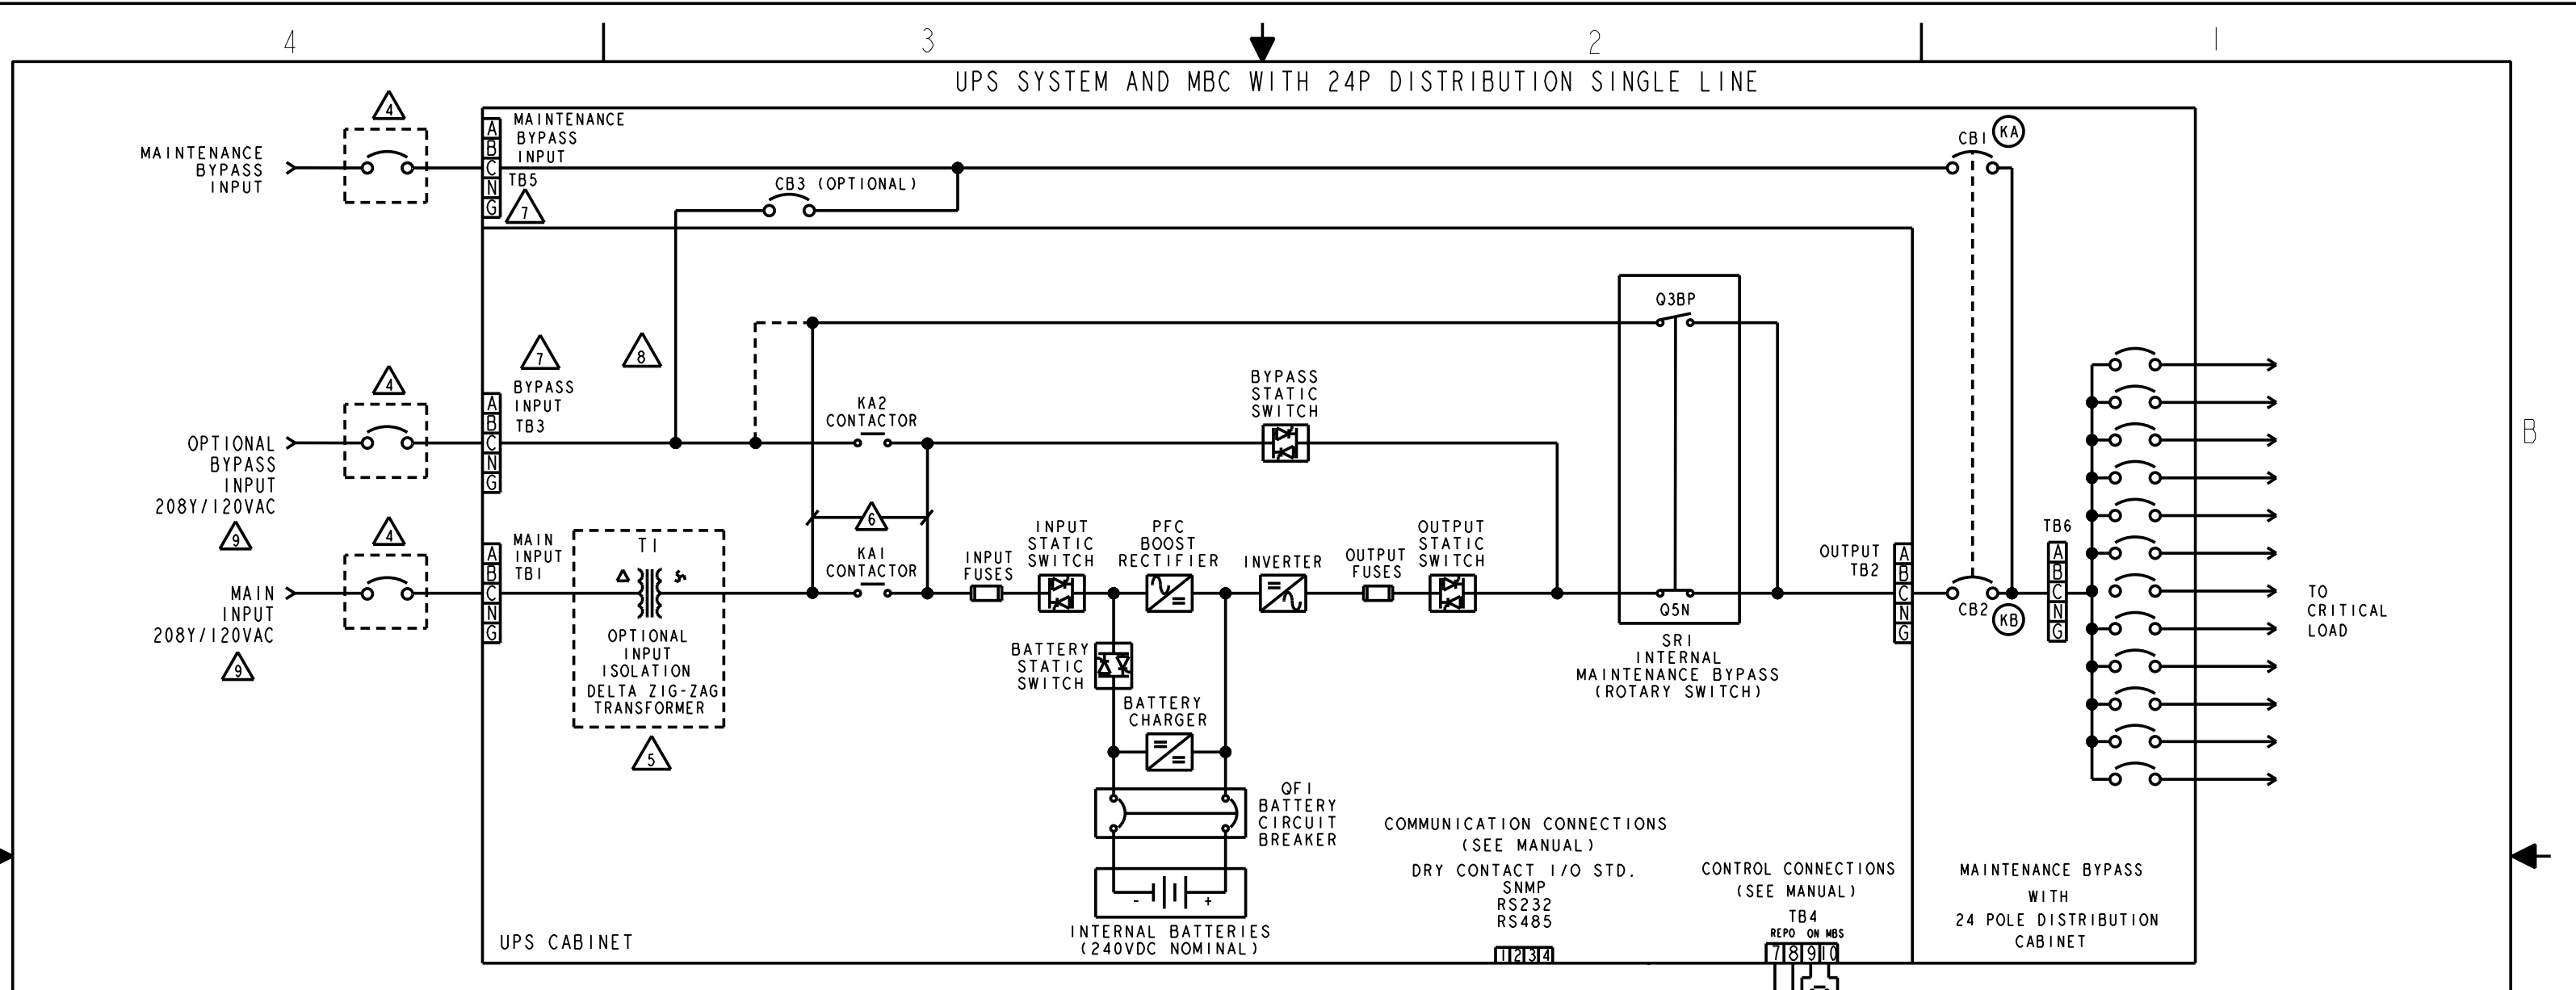 4
3
2
1
UPS SYSTEM AND MBC WITH 24P DISTRIBUTION SINGLE LINE
4
MAINTENANCE
BYPASS
INPUT
A
B
C
N
G
MAINTENANCE
BYPASS
INPUT
TB5
7
CB3 (OPTIONAL)
CB1
KA
Q3BP
7
8
4
OPTIONAL
BYPASS
INPUT
208Y/120VAC
9
A
B
C
N
G
BYPASS
INPUT
TB3
KA2
CONTACTOR
BYPASS
STATIC
SWITCH
B
4
MAIN
INPUT
208Y/120VAC
9
A
B
C
N
G
MAIN
INPUT
TB1
T1
OPTIONAL
INPUT
ISOLATION
DELTA ZIG-ZAG
TRANSFORMER
5
6
KA1
CONTACTOR
INPUT
FUSES
INPUT
STATIC
SWITCH
PFC
BOOST
RECTIFIER
INVERTER
OUTPUT
FUSES
OUTPUT
STATIC
SWITCH
Q5N
SR1
INTERNAL
MAINTENANCE BYPASS
(ROTARY SWITCH)
OUTPUT
TB2
A
B
C
N
G
CB2
KB
TB6
A
B
C
N
G
TO
CRITICAL
LOAD
BATTERY
STATIC
SWITCH
BATTERY
CHARGER
QF1
BATTERY
CIRCUIT
BREAKER
- +
INTERNAL BATTERIES
(240VDC NOMINAL)
COMMUNICATION CONNECTIONS
(SEE MANUAL)
DRY CONTACT I/O STD.
SNMP
RS232
RS485
1 2 3 4
CONTROL CONNECTIONS
(SEE MANUAL)
TB4
REPO ON MBS
7 8 9 10
MAINTENANCE BYPASS
WITH
24 POLE DISTRIBUTION
CABINET
UPS CABINET